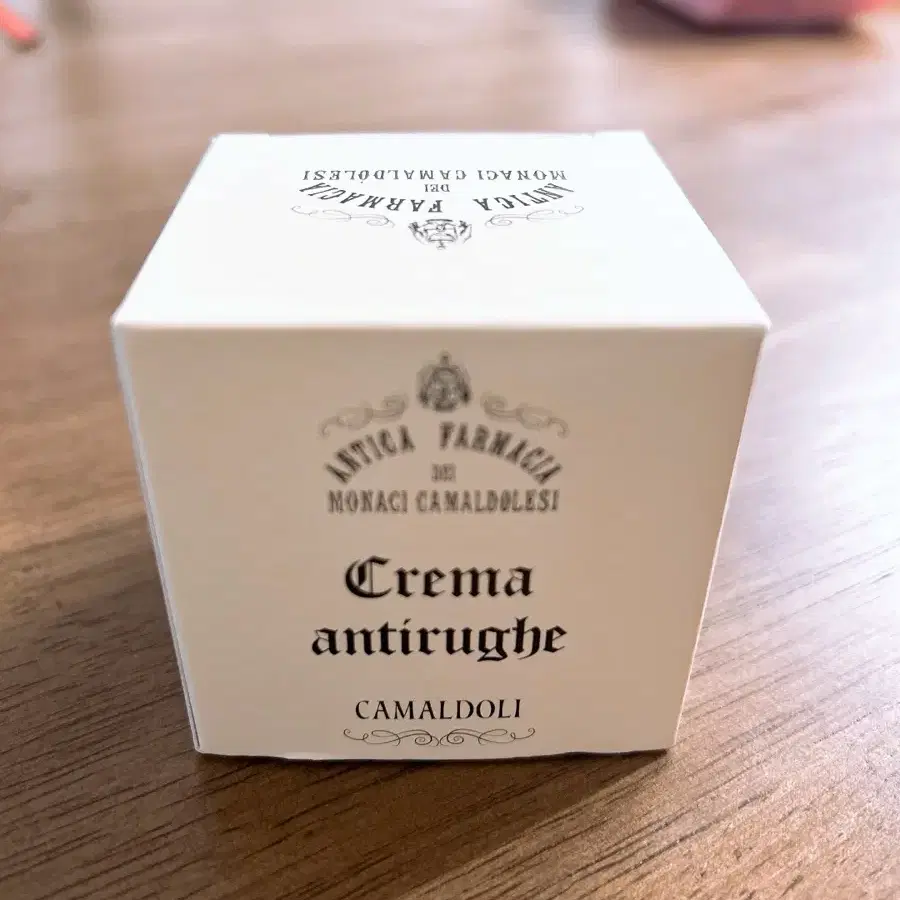 ANTICA FARMACIA
DEI
MONACI CAMALDOLESI
ANTICA FARMACIA
DEI
MONACI CAMALDOLESI
Crema
antirughe
CAMALDOLI